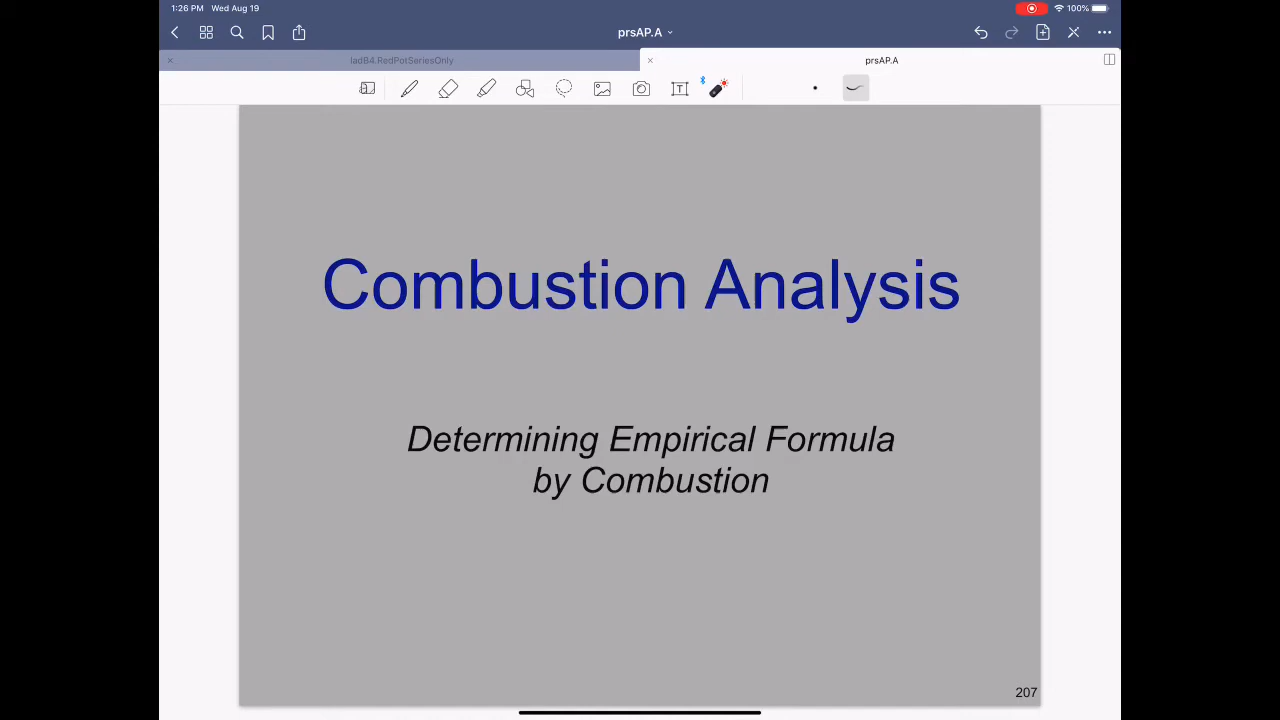 1:26 PM Wed Aug 19
100%
prsAP.A
ladB4.RedPotSeriesOnly
prsAP.A
T
Combustion Analysis
Determining Empirical Formula
by Combustion
207